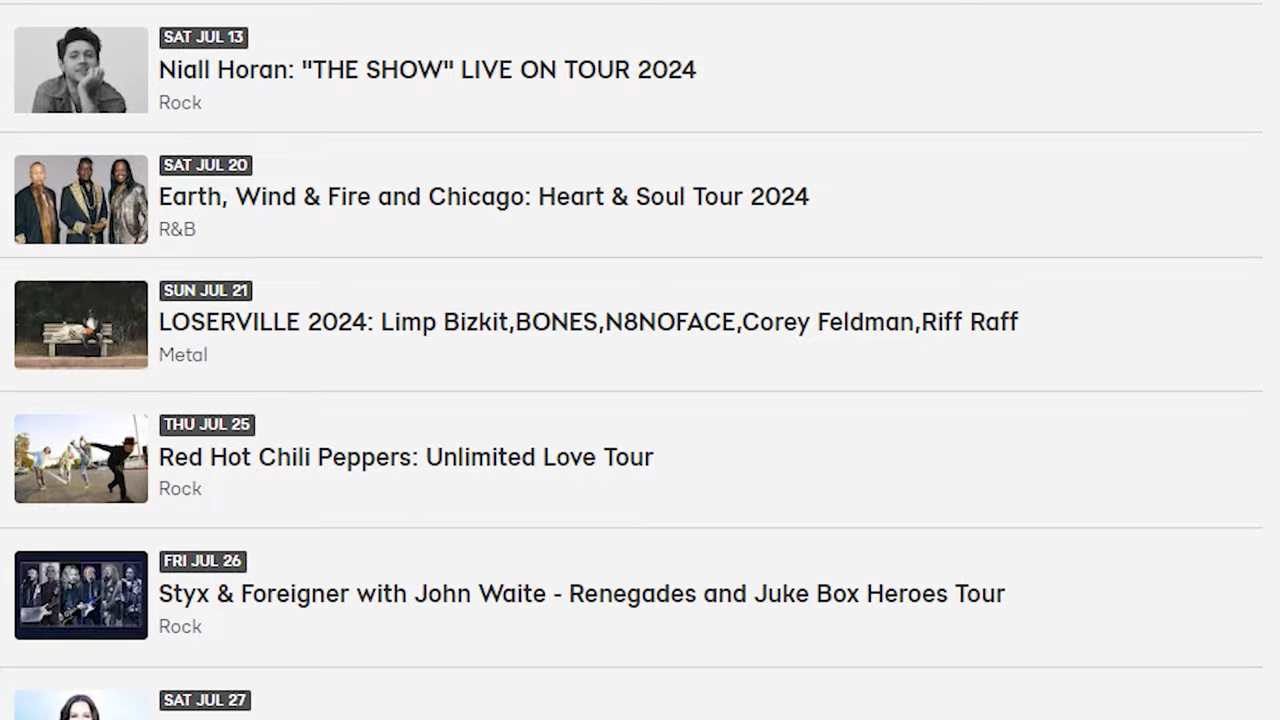 SAT JUL 13
Niall Horan: "THE SHOW" LIVE ON TOUR 2024
Rock
SAT JUL 20
Earth, Wind & Fire and Chicago: Heart & Soul Tour 2024
R&B
SUN JUL 21
LOSERVILLE 2024: Limp Bizkit,BONES,N8NOFACE,Corey Feldman,Riff Raff
Metal
THU JUL 25
Red Hot Chili Peppers: Unlimited Love Tour
Rock
FRI JUL 26
Styx & Foreigner with John Waite - Renegades and Juke Box Heroes Tour
Rock
SAT JUL 27